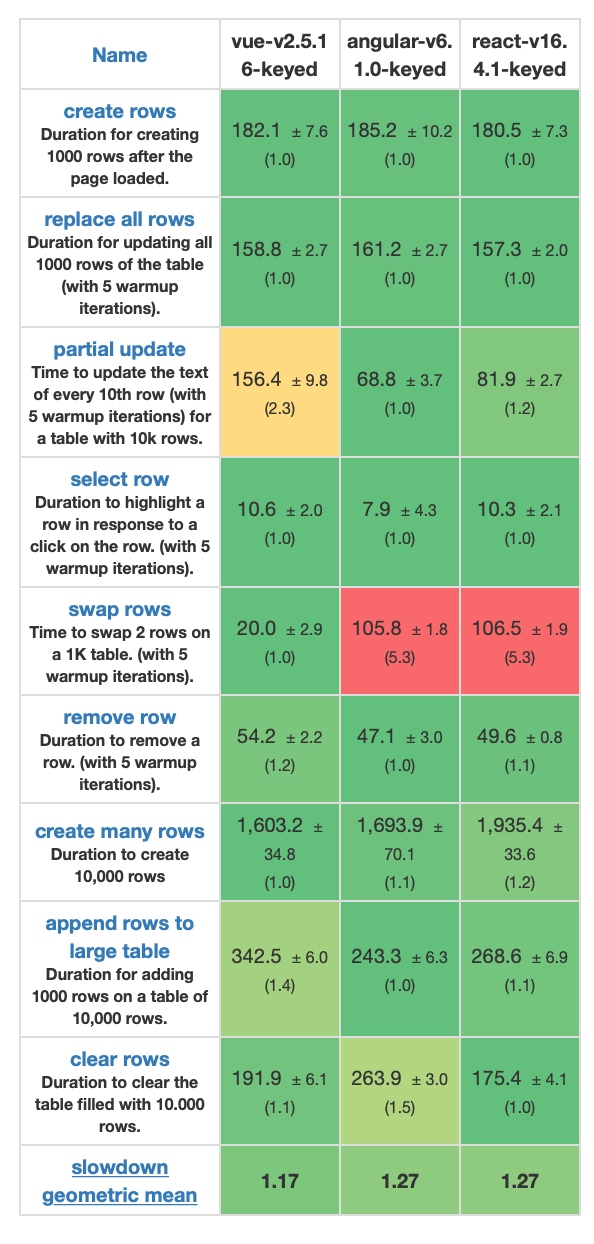 Name
vue-v2.5.1
6-keyed
angular-v6.
1.0-keyed
react-v16.
4.1-keyed
create rows
Duration for creating
1000 rows after the
page loaded.
182.1 ± 7.6
(1.0)
185.2 ± 10.2
(1.0)
180.5 ± 7.3
(1.0)
replace all rows
Duration for updating all
1000 rows of the table
(with 5 warmup
iterations).
158.8 ± 2.7
(1.0)
161.2 ± 2.7
(1.0)
157.3 ± 2.0
(1.0)
partial update
Time to update the text
of every 10th row (with
5 warmup iterations) for
a table with 10k rows.
156.4 ± 9.8
(2.3)
68.8 ± 3.7
(1.0)
81.9 ± 2.7
(1.2)
select row
Duration to highlight a
row in response to a
click on the row. (with 5
warmup iterations).
10.6 ± 2.0
(1.0)
7.9 ± 4.3
(1.0)
10.3 ± 2.1
(1.0)
swap rows
Time to swap 2 rows on
a 1K table. (with 5
warmup iterations).
20.0 ± 2.9
(1.0)
105.8 ± 1.8
(5.3)
106.5 ± 1.9
(5.3)
remove row
Duration to remove a
row. (with 5 warmup
iterations).
54.2 ± 2.2
(1.2)
47.1 ± 3.0
(1.0)
49.6 ± 0.8
(1.1)
create many rows
Duration to create
10,000 rows
1,603.2 ±
34.8
(1.0)
1,693.9 ±
70.1
(1.1)
1,935.4 ±
33.6
(1.2)
append rows to
large table
Duration for adding
1000 rows on a table of
10,000 rows.
342.5 ± 6.0
(1.4)
243.3 ± 6.3
(1.0)
268.6 ± 6.9
(1.1)
clear rows
Duration to clear the
table filled with 10.000
rows.
191.9 ± 6.1
(1.1)
263.9 ± 3.0
(1.5)
175.4 ± 4.1
(1.0)
slowdown
geometric mean
1.17
1.27
1.27